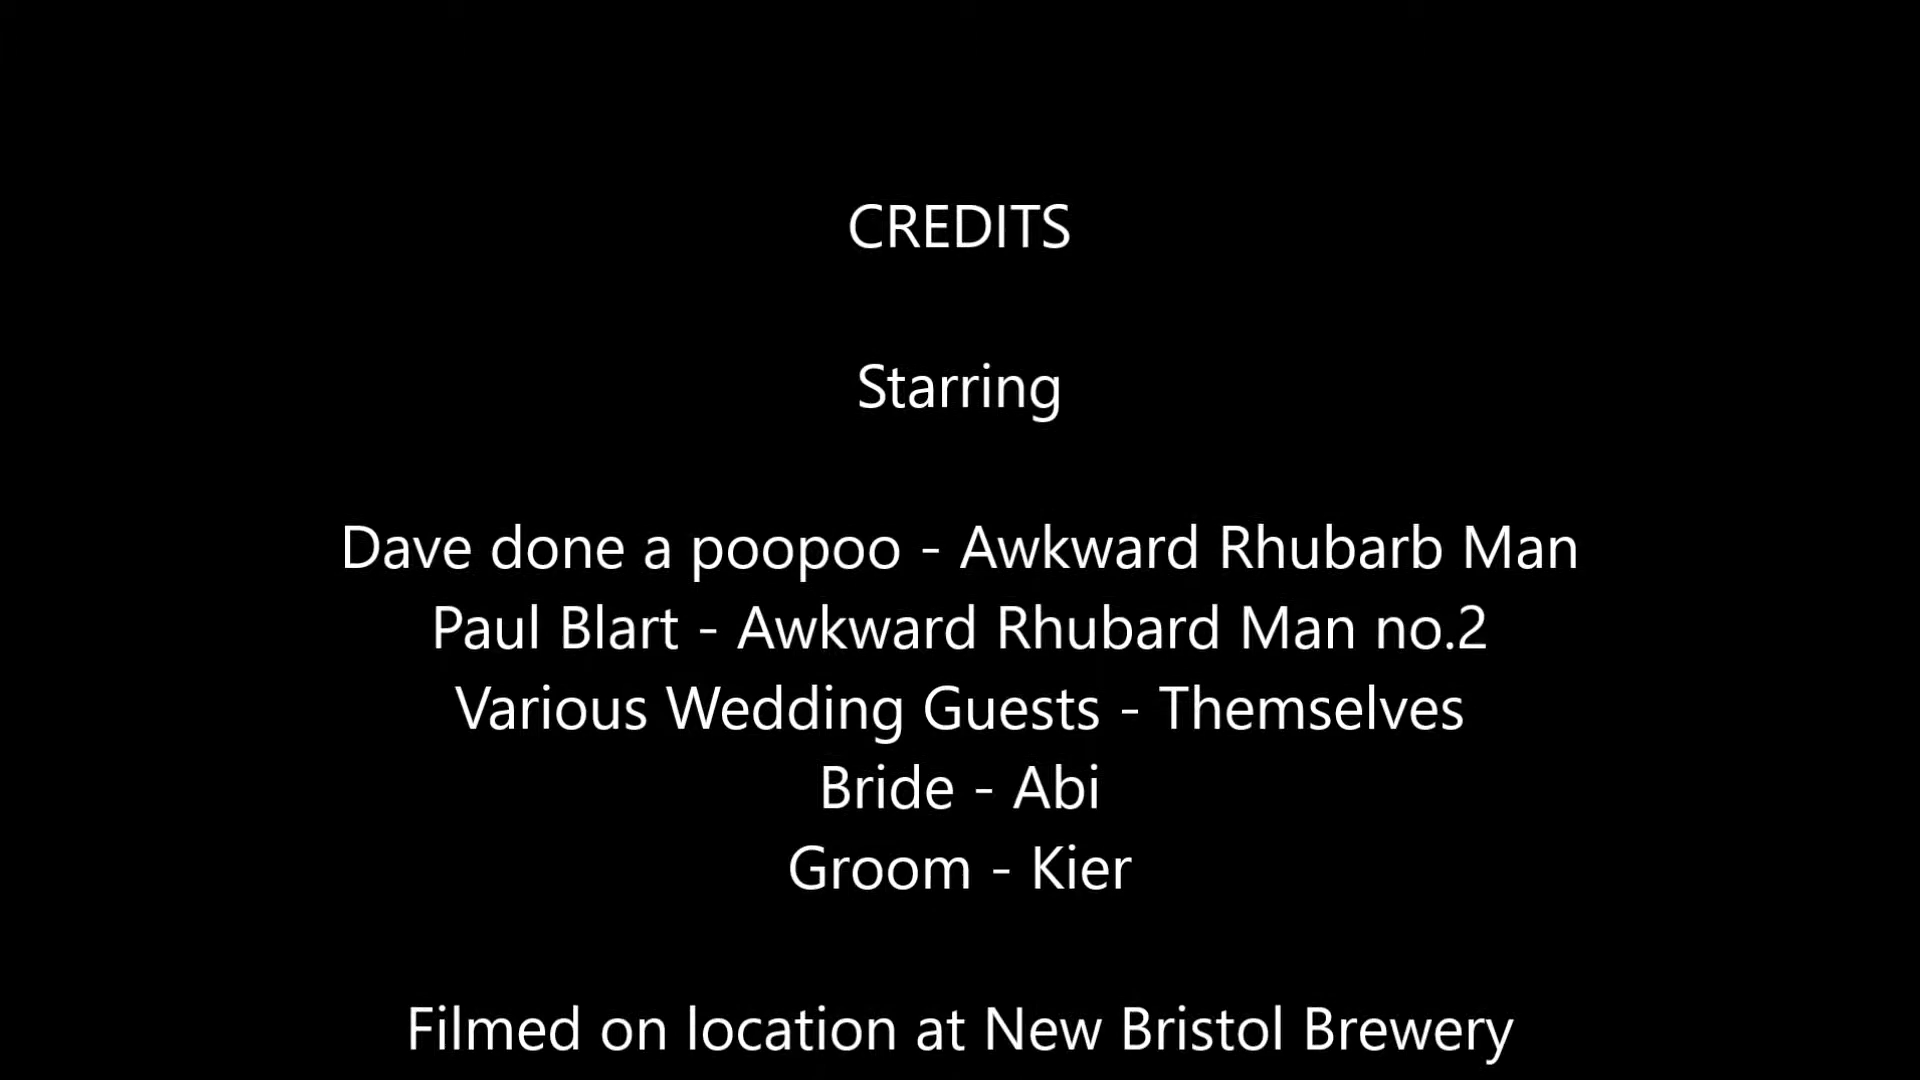 CREDITS
Starring
Dave done a poopoo - Awkward Rhubarb Man
Paul Blart - Awkward Rhubard Man no.2
Various Wedding Guests - Themselves
Bride - Abi
Groom - Kier
Filmed on location at New Bristol Brewery